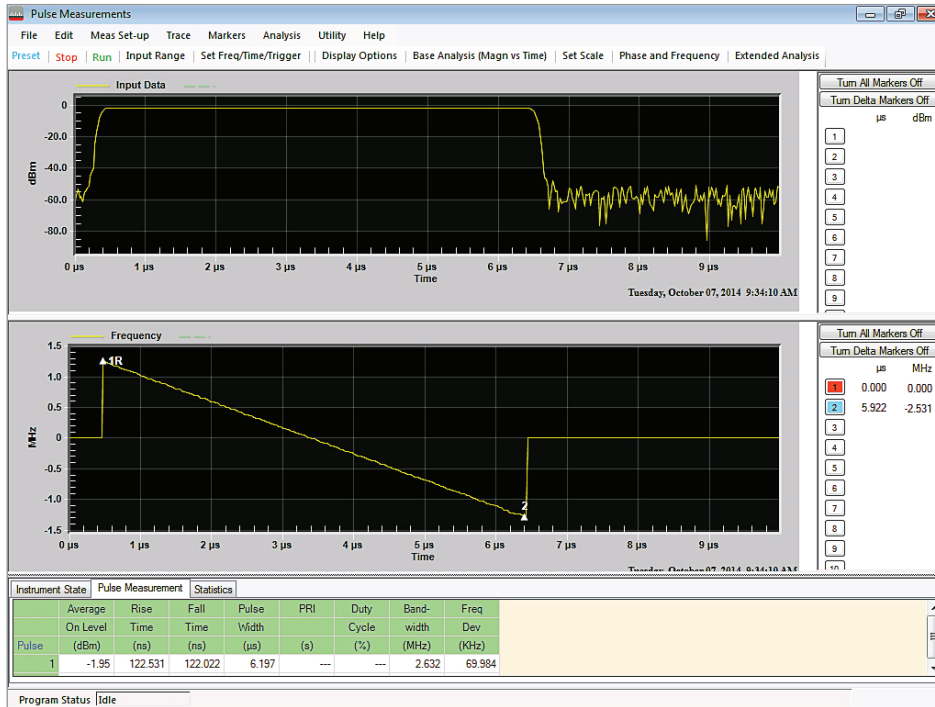 Pulse Measurements
File Edit Meas Set-up Trace Markers Analysis Utility Help
Preset Stop Run Input Range Set Freq/Time/Trigger Display Options Base Analysis (Magn vs Time) Set Scale Phase and Frequency Extended Analysis
Input Data
dBm
0
-20.0
-40.0
-60.0
-80.0
0 µs 1 µs 2 µs 3 µs 4 µs 5 µs 6 µs 7 µs 8 µs 9 µs
Time
Tuesday, October 07, 2014 9:34:10 AM
Turn All Markers Off
Turn Delta Markers Off
µs dBm
1
2
3
4
5
6
7
8
9
Frequency
MHz
1.5
1.0
0.5
0
-0.5
-1.0
-1.5
1R
2
0 µs 1 µs 2 µs 3 µs 4 µs 5 µs 6 µs 7 µs 8 µs 9 µs
Time
Tuesday, October 07, 2014 9:34:10 AM
Turn All Markers Off
Turn Delta Markers Off
µs MHz
1 0.000 0.000
2 5.922 -2.531
3
4
5
6
7
8
9
10
Instrument State Pulse Measurement Statistics
Average Rise Fall Pulse PRI Duty Band- Freq
On Level Time Time Width Cycle width Dev
Pulse (dBm) (ns) (ns) (µs) (s) (%) (MHz) (KHz)
1 -1.95 122.531 122.022 6.197 --- --- 2.632 69.984
Program Status Idle